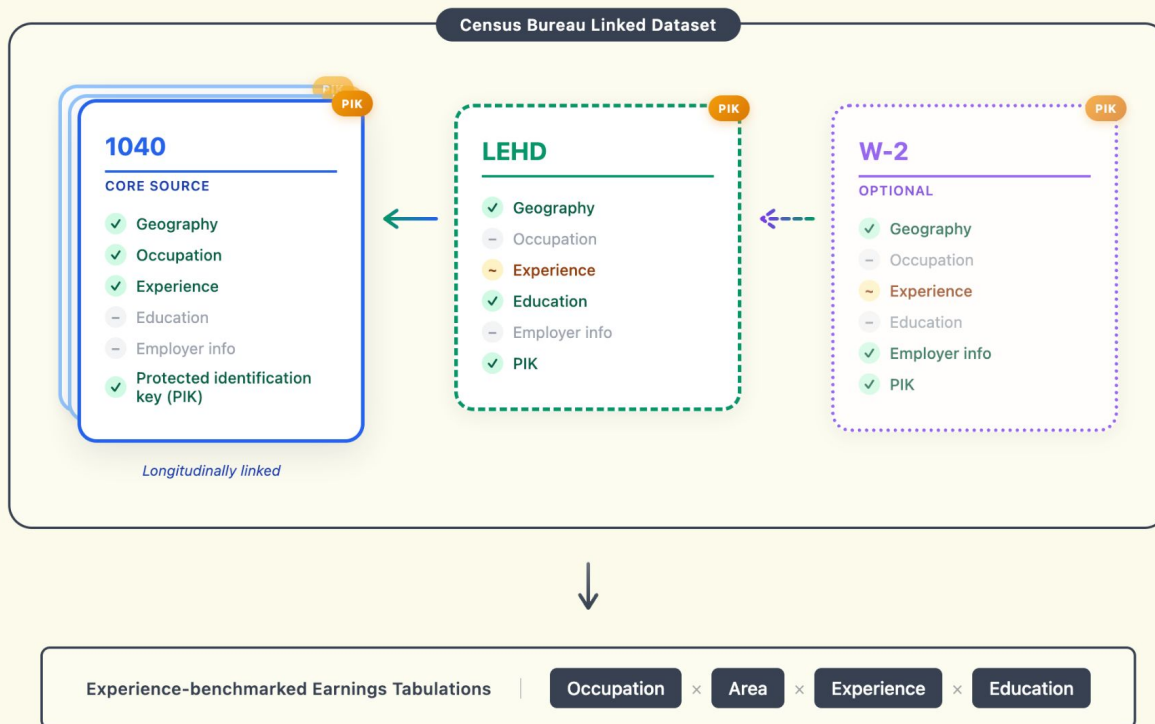 Census Bureau Linked Dataset
PIK
PIK
1040
CORE SOURCE
✓ Geography
✓ Occupation
✓ Experience
– Education
– Employer info
✓ Protected identification
key (PIK)
Longitudinally linked
PIK
LEHD
✓ Geography
– Occupation
~ Experience
✓ Education
– Employer info
✓ PIK
PIK
W-2
OPTIONAL
✓ Geography
– Occupation
~ Experience
– Education
✓ Employer info
✓ PIK
Experience-benchmarked Earnings Tabulations | Occupation × Area × Experience × Education